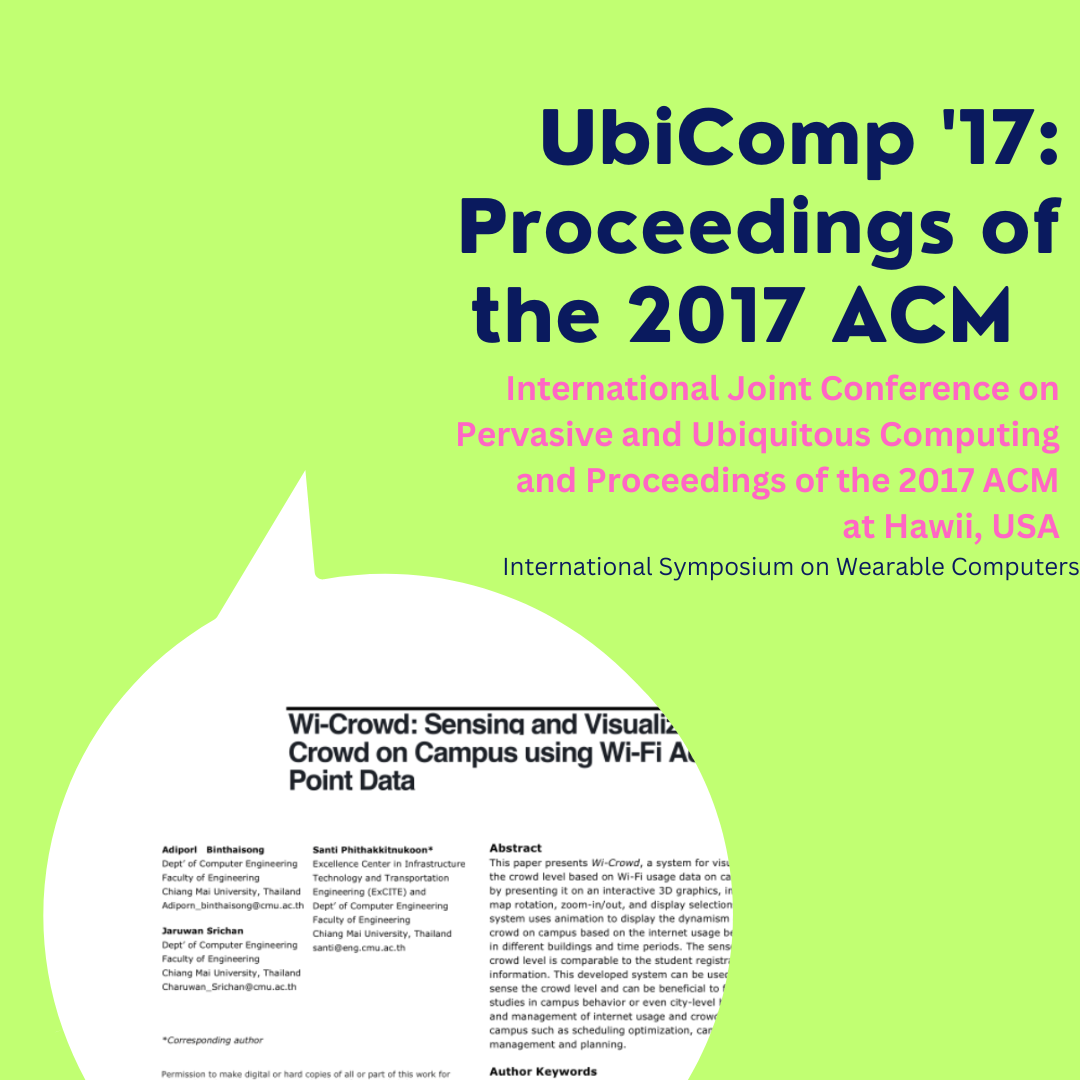 UbiComp '17:
Proceedings of
the 2017 ACM
International Joint Conference on
Pervasive and Ubiquitous Computing
and Proceedings of the 2017 ACM
at Hawii, USA
International Symposium on Wearable Computers
Wi-Crowd: Sensing and Visualiz
Crowd on Campus using Wi-Fi
Point Data
Adiporl Binthaisong
Dept' of Computer Engineering
Faculty of Engineering
Chiang Mai University, Thailand
Adiporn_binthaisong@cmu.ac.th
Jaruwan Srichan
Dept' of Computer Engineering
Faculty of Engineering
Chiang Mai University, Thailand
Charuwan_Srichan@cmu.ac.th
*Corresponding author
Permission to make digital or hard copies of all or part of this work for
Santi Phithakkitnukoon*
Excellence Center in Infrastructure
Technology and Transportation
Engineering (ExCITE) and
Dept' of Computer Engineering
Faculty of Engineering
Chiang Mai University, Thailand
santi@eng.cmu.ac.th
Abstract
This paper presents Wi-Crowd, a system for
the crowd level based on Wi-Fi usage data on
by presenting it on an interactive 3D graphics,
map rotation, zoom-in/out, and display selection
system uses animation to display the dynamism
crowd on campus based on the internet usage
in different buildings and time periods. The
crowd level is comparable to the student
information. This developed system can be
sense the crowd level and can be beneficial to
studies in campus behavior or even city-level
and management of internet usage and
campus such as scheduling optimization,
management and planning.
Author Keywords